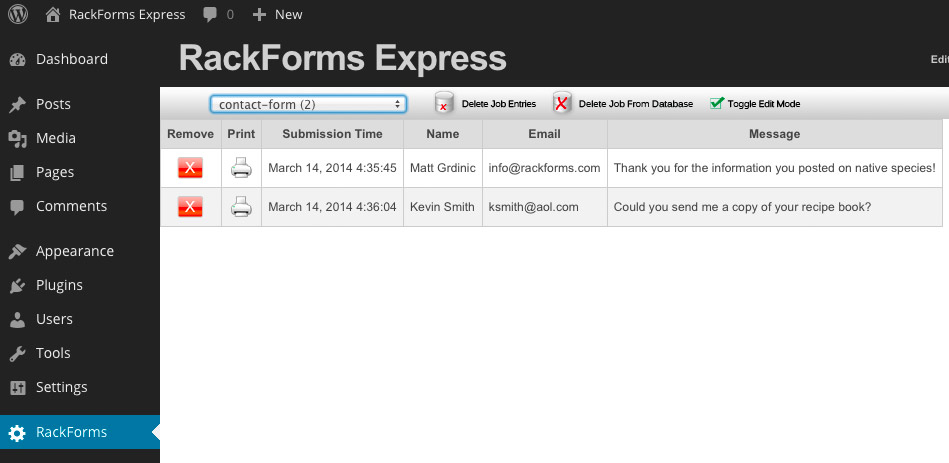 RackForms Express 0 New
Dashboard
Posts
Media
Pages
Comments
Appearance
Plugins
Users
Tools
Settings
RackForms
RackForms Express
Edit
contact-form (2) Delete Job Entries Delete Job From Database Toggle Edit Mode
Remove Print Submission Time Name Email Message
X March 14, 2014 4:35:45 Matt Grdinic info@rackforms.com Thank you for the information you posted on native species!
X March 14, 2014 4:36:04 Kevin Smith ksmith@aol.com Could you send me a copy of your recipe book?